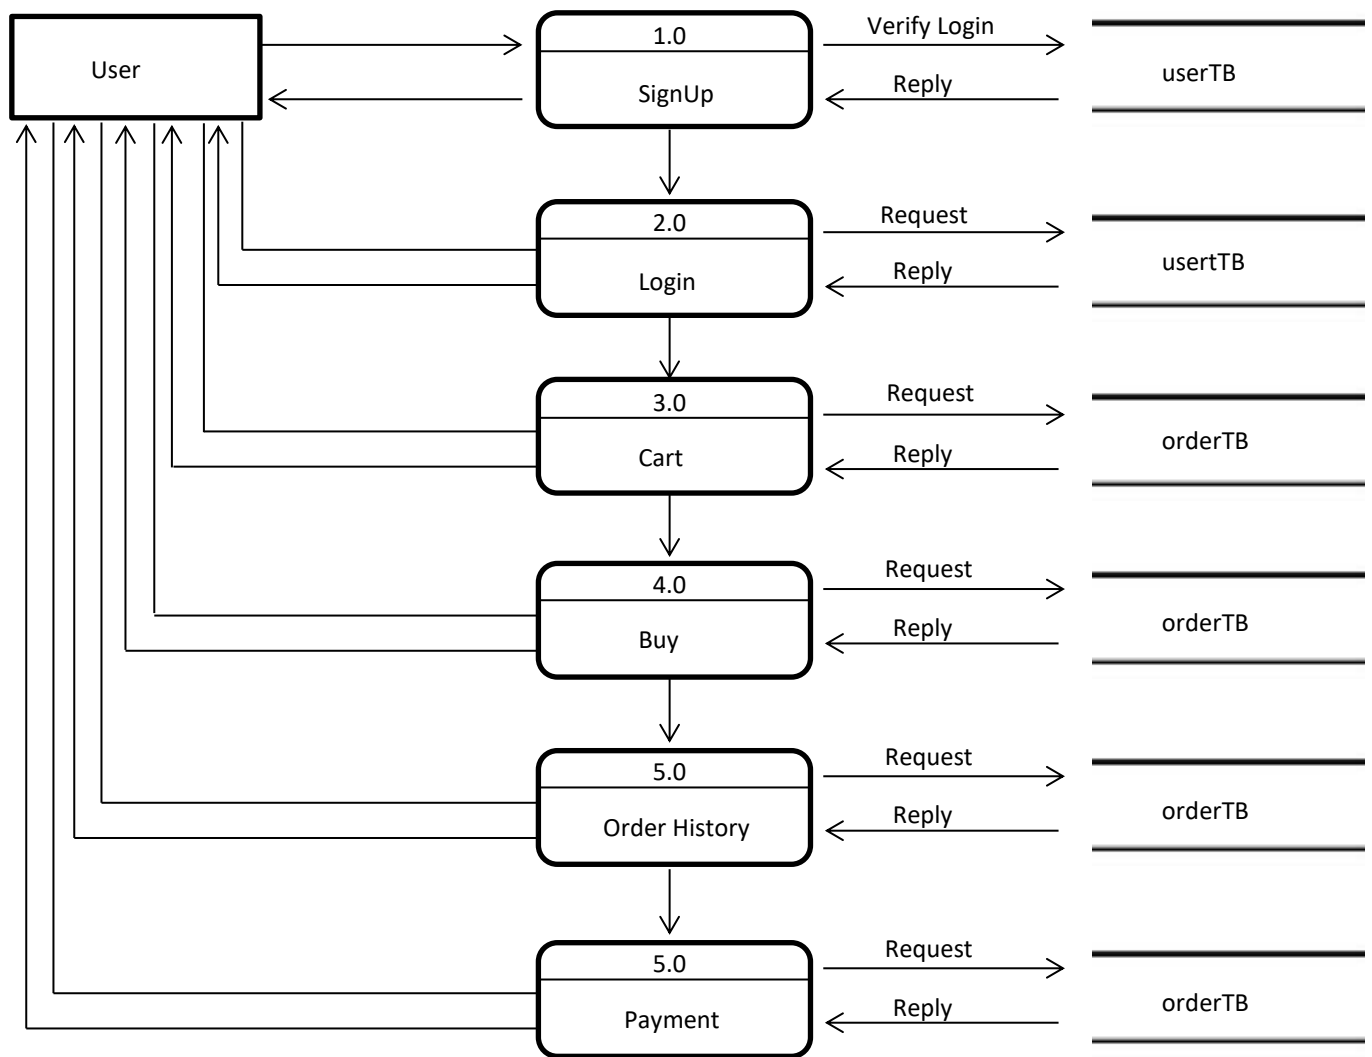 User
1.0
SignUp
Verify Login
Reply
userTB
2.0
Login
Request
Reply
usertTB
3.0
Cart
Request
Reply
orderTB
4.0
Buy
Request
Reply
orderTB
5.0
Order History
Request
Reply
orderTB
5.0
Payment
Request
Reply
orderTB